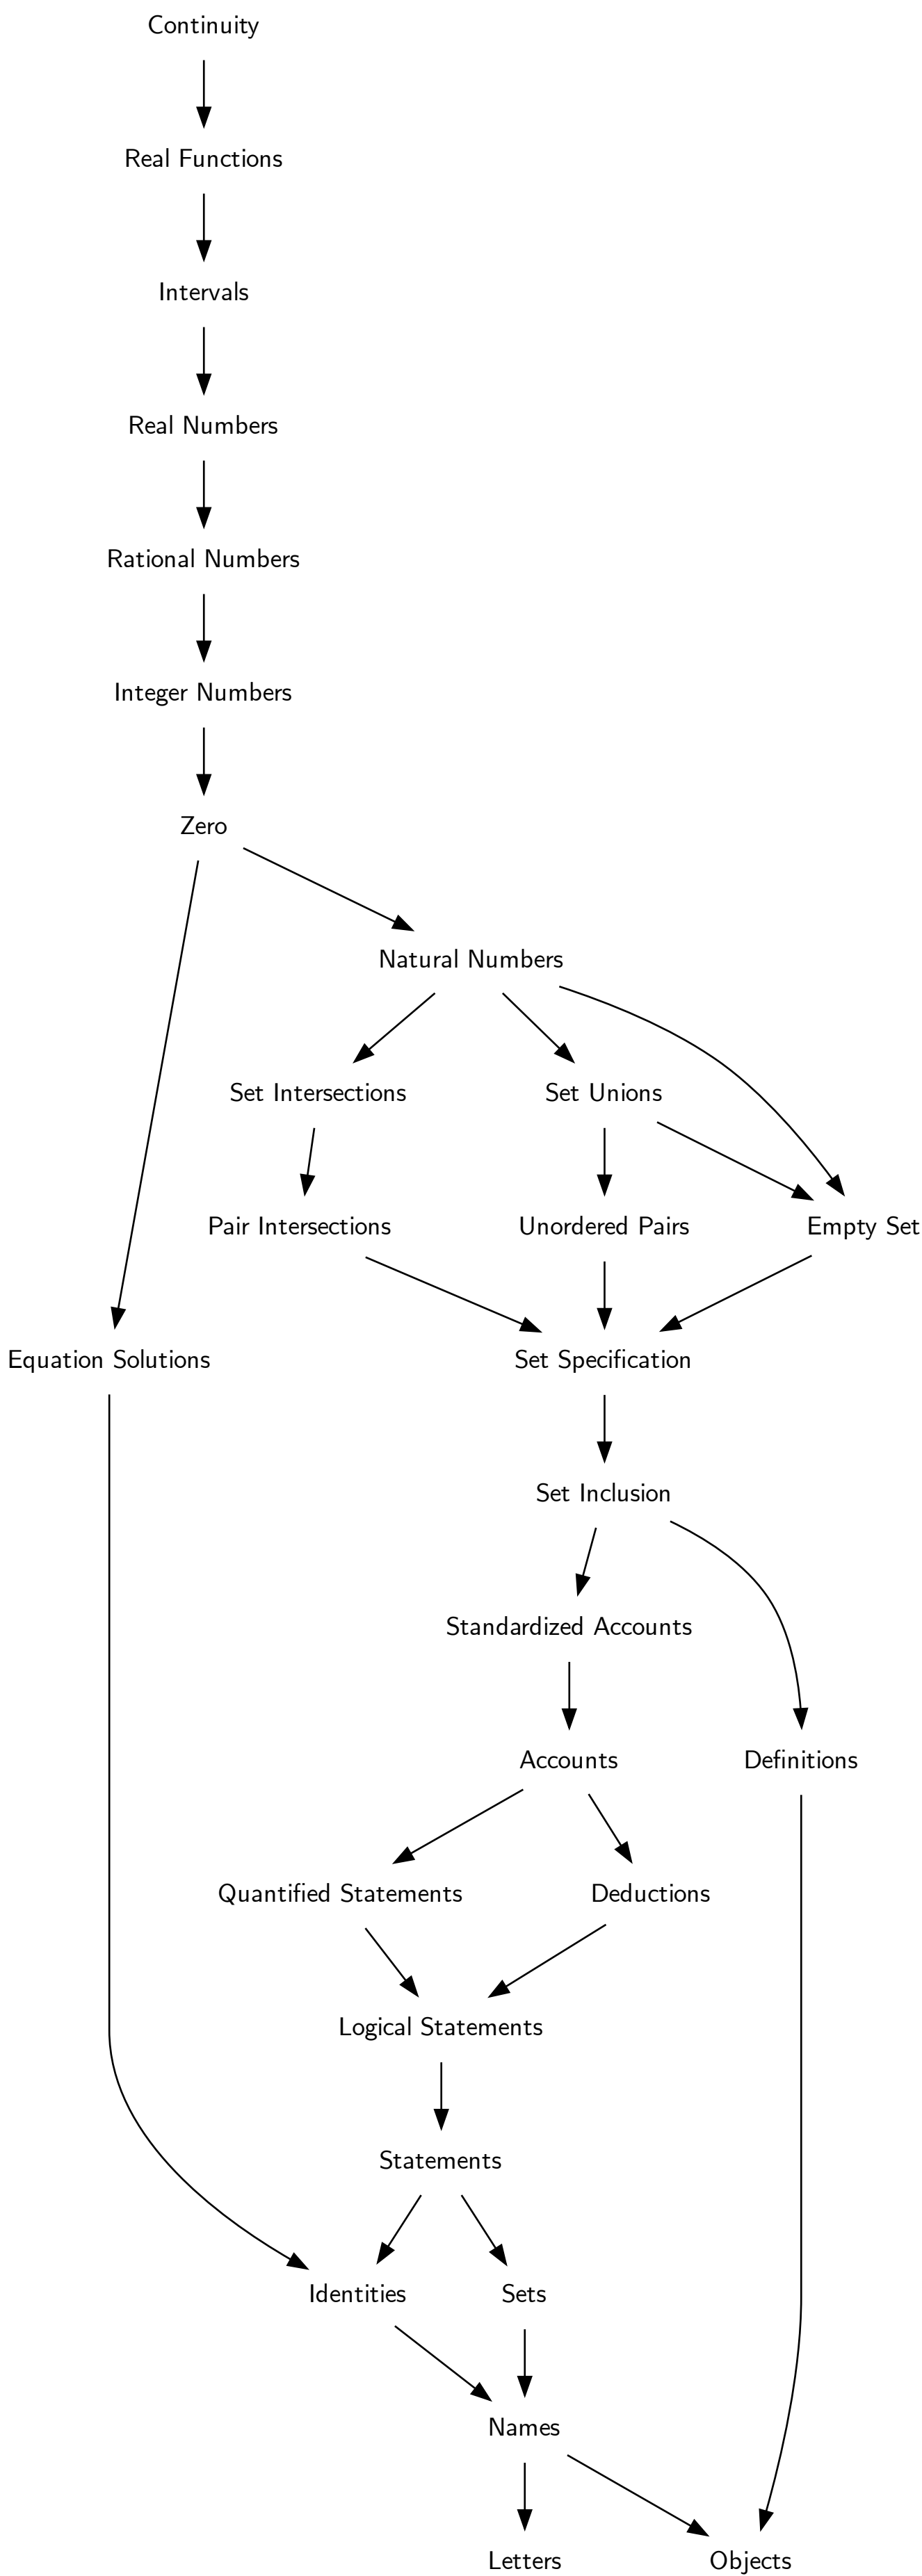 Continuity
Real Functions
Intervals
Real Numbers
Rational Numbers
Integer Numbers
Zero
Natural Numbers
Set Intersections
Set Unions
Pair Intersections
Unordered Pairs
Empty Set
Equation Solutions
Set Specification
Set Inclusion
Standardized Accounts
Accounts
Definitions
Quantified Statements
Deductions
Logical Statements
Statements
Identities
Sets
Names
Letters
Objects